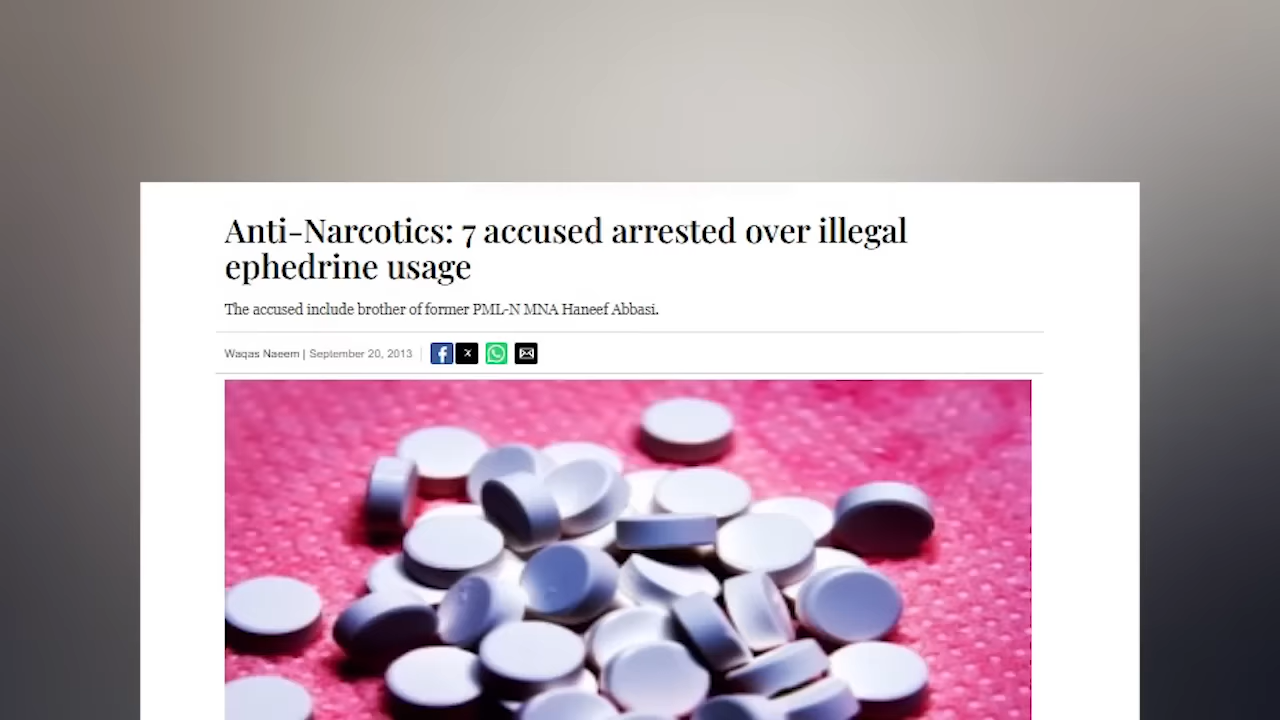 Anti-Narcotics: 7 accused arrested over illegal
ephedrine usage
The accused include brother of former PML-N MNA Haneef Abbasi.
Waqas Naeem | September 20, 2013